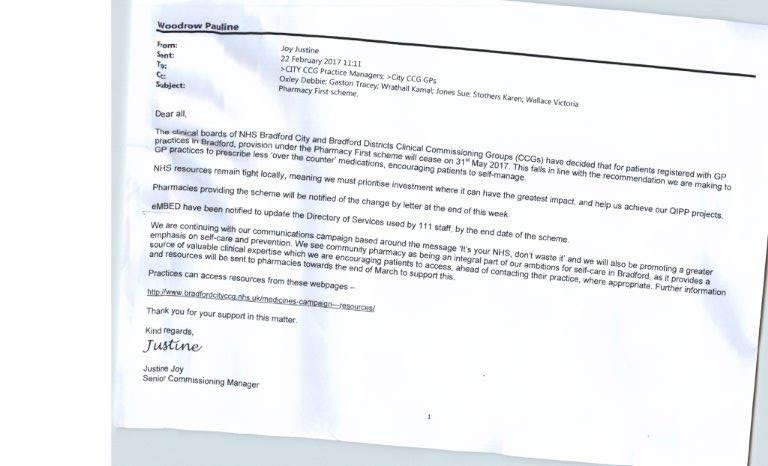 Woodrow Pauline
From: Joy Justine
Sent: 22 February 2017 11:11
To: >CITY CCG Practice Managers; >City CCG GPs
Cc: Oxley Debbie; Gaston Tracey; Wrathall Kamal; Jones Sue; Stothers Karen; Wallace Victoria
Subject: Pharmacy First scheme.
Dear all,
The clinical boards of NHS Bradford City and Bradford Districts Clinical Commissioning Groups (CCGs) have decided that for patients registered with GP
practices in Bradford, provision under the Pharmacy First scheme will cease on 31st May 2017. This falls in line with the recommendation we are making to
GP practices to prescribe less 'over the counter' medications, encouraging patients to self-manage.
NHS resources remain tight locally, meaning we must prioritise investment where it can have the greatest impact, and help us achieve our QIPP projects.
Pharmacies providing the scheme will be notified of the change by letter at the end of this week.
eMBED have been notified to update the Directory of Services used by 111 staff, by the end date of the scheme.
We are continuing with our communications campaign based around the message 'It's your NHS, don't waste it' and we will also be promoting a greater
emphasis on self-care and prevention. We see community pharmacy as being an integral part of our ambitions for self-care in Bradford, as it provides a
source of valuable clinical expertise which we are encouraging patients to access, ahead of contacting their practice, where appropriate. Further information
and resources will be sent to pharmacies towards the end of March to support this.
Practices can access resources from these webpages –
http://www.bradfordcityccg.nhs.uk/medicines-campaign---resources/
Thank you for your support in this matter.
Kind regards,
Justine
Justine Joy
Senior Commissioning Manager
1